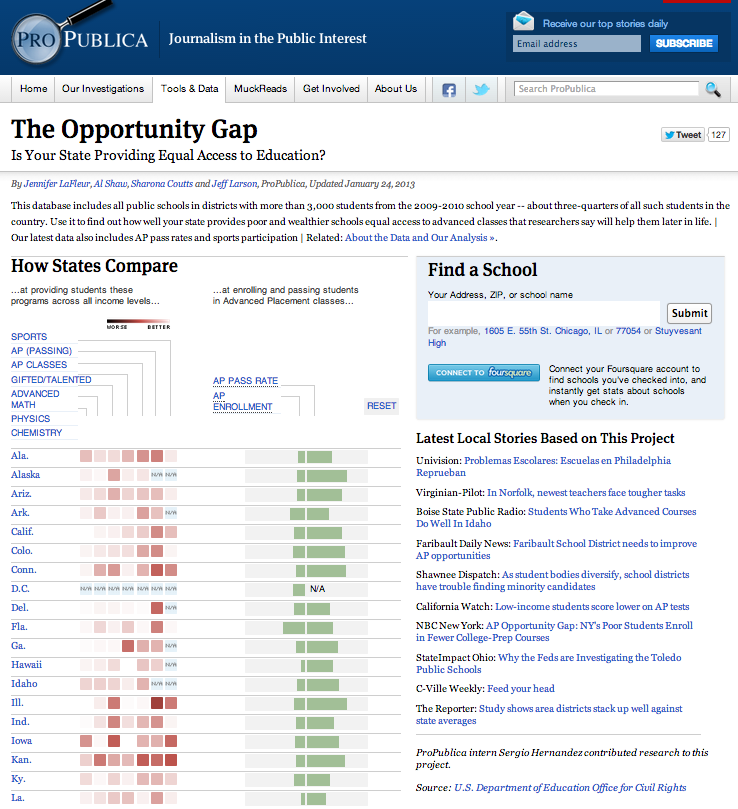 PROPUBLICA
Journalism in the Public Interest
Receive our top stories daily
Email address
SUBSCRIBE
Home
Our Investigations
Tools & Data
MuckReads
Get Involved
About Us
Search ProPublica
The Opportunity Gap
Is Your State Providing Equal Access to Education?
Tweet
127
By Jennifer LaFleur, Al Shaw, Sharona Coutts and Jeff Larson, ProPublica, Updated January 24, 2013
This database includes all public schools in districts with more than 3,000 students from the 2009-2010 school year -- about three-quarters of all such students in the
country. Use it to find out how well your state provides poor and wealthier schools equal access to advanced classes that researchers say will help them later in life. |
Our latest data also includes AP pass rates and sports participation | Related: About the Data and Our Analysis ».
How States Compare
...at providing students these
programs across all income levels...
...at enrolling and passing students
in Advanced Placement classes...
WORSE BETTER
SPORTS
AP (PASSING)
AP CLASSES
GIFTED/TALENTED
ADVANCED
MATH
PHYSICS
CHEMISTRY
AP PASS RATE
AP
ENROLLMENT
RESET
Ala.
Alaska N/A N/A
Ariz.
Ark. N/A
Calif.
Colo.
Conn.
D.C. N/A N/A N/A N/A N/A N/A N/A N/A
Del. N/A
Fla.
Ga. N/A
Hawaii N/A
Idaho N/A N/A
Ill.
Ind.
Iowa
Kan.
Ky.
La.
Find a School
Your Address, ZIP, or school name
Submit
For example, 1605 E. 55th St. Chicago, IL or 77054 or Stuyvesant
High
CONNECT TO foursquare
Connect your Foursquare account to
find schools you've checked into, and
instantly get stats about schools
when you check in.
Latest Local Stories Based on This Project
Univision: Problemas Escolares: Escuelas en Philadelphia
Reprueban
Virginian-Pilot: In Norfolk, newest teachers face tougher tasks
Boise State Public Radio: Students Who Take Advanced Courses
Do Well In Idaho
Faribault Daily News: Faribault School District needs to improve
AP opportunities
Shawnee Dispatch: As student bodies diversify, school districts
have trouble finding minority candidates
California Watch: Low-income students score lower on AP tests
NBC New York: AP Opportunity Gap: NY's Poor Students Enroll
in Fewer College-Prep Courses
StateImpact Ohio: Why the Feds are Investigating the Toledo
Public Schools
C-Ville Weekly: Feed your head
The Reporter: Study shows area districts stack up well against
state averages
ProPublica intern Sergio Hernandez contributed research to this
project.
Source: U.S. Department of Education Office for Civil Rights